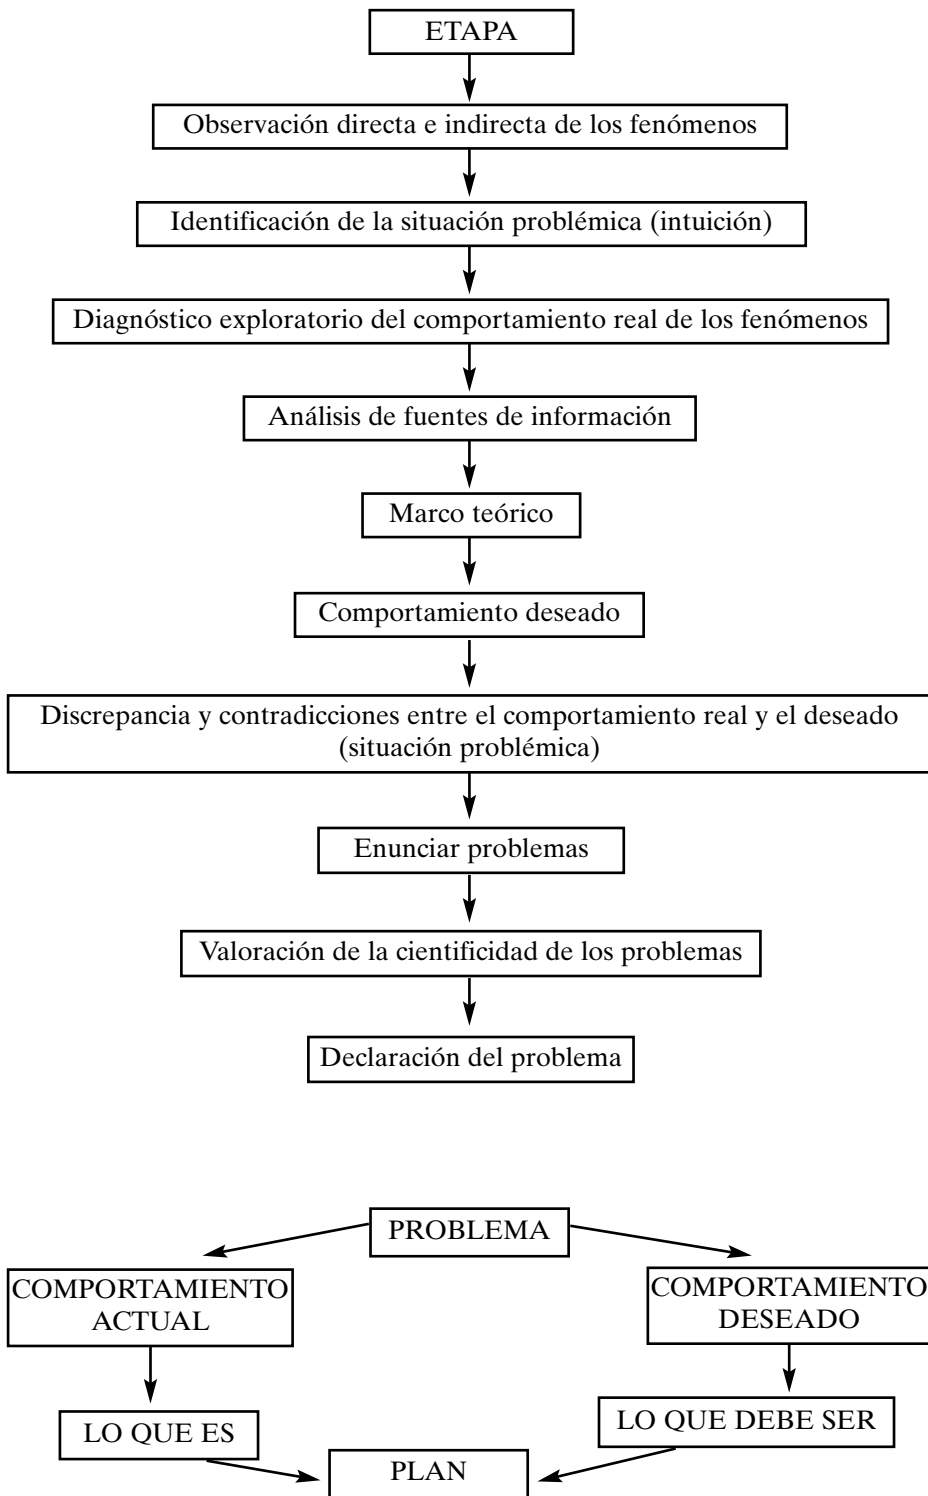 ETAPA
Observación directa e indirecta de los fenómenos
Identificación de la situación problémica (intuición)
Diagnóstico exploratorio del comportamiento real de los fenómenos
Análisis de fuentes de información
Marco teórico
Comportamiento deseado
Discrepancia y contradicciones entre el comportamiento real y el deseado
(situación problémica)
Enunciar problemas
Valoración de la cientificidad de los problemas
Declaración del problema
PROBLEMA
COMPORTAMIENTO
ACTUAL
COMPORTAMIENTO
DESEADO
LO QUE ES
LO QUE DEBE SER
PLAN